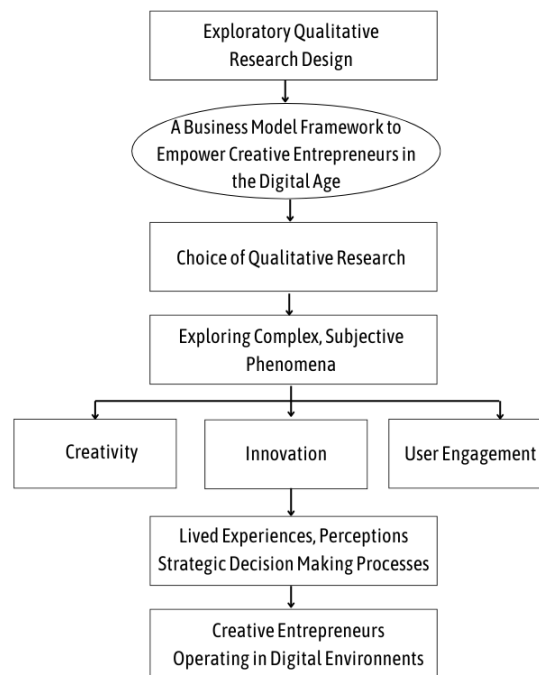 Exploratory Qualitative
Research Design
A Business Model Framework to
Empower Creative Entrepreneurs in
the Digital Age
Choice of Qualitative Research
Exploring Complex, Subjective
Phenomena
Creativity
Innovation
User Engagement
Lived Experiences, Perceptions
Strategic Decision Making Processes
Creative Entrepreneurs
Operating in Digital Environnents